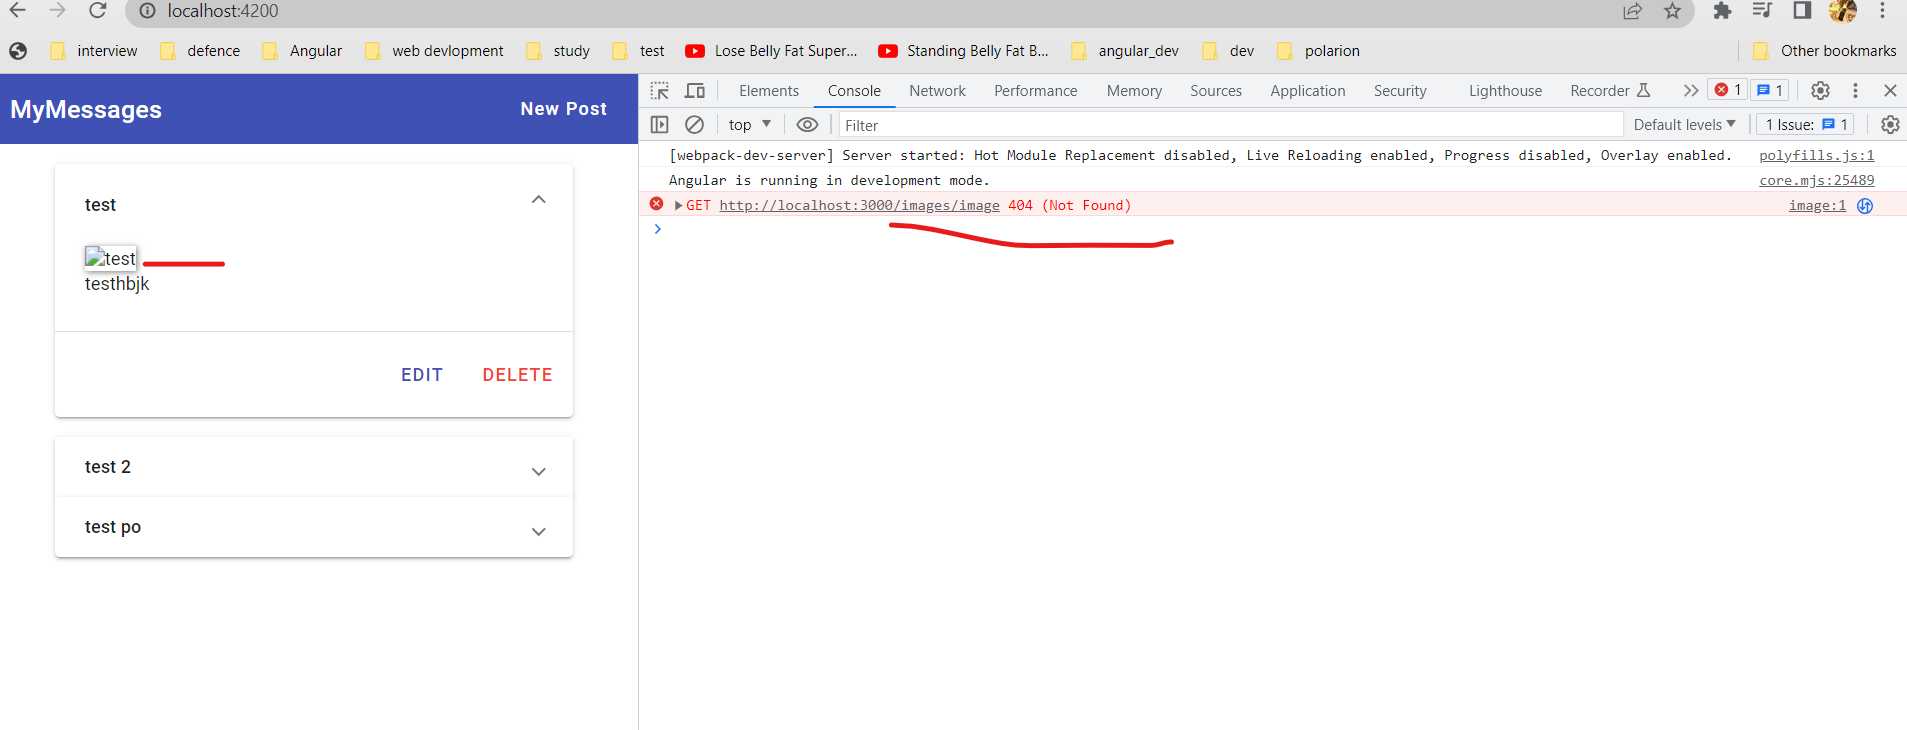 localhost:4200
interview defence Angular web devlopment study test Lose Belly Fat Super... Standing Belly Fat B... angular_dev dev polarion Other bookmarks
MyMessages New Post
test
test
testhbjk
EDIT DELETE
test 2
test po
Elements Console Network Performance Memory Sources Application Security Lighthouse Recorder 1 1
top Filter Default levels 1 Issue: 1
[webpack-dev-server] Server started: Hot Module Replacement disabled, Live Reloading enabled, Progress disabled, Overlay enabled. polyfills.js:1
Angular is running in development mode. core.mjs:25489
GET http://localhost:3000/images/image 404 (Not Found) image:1